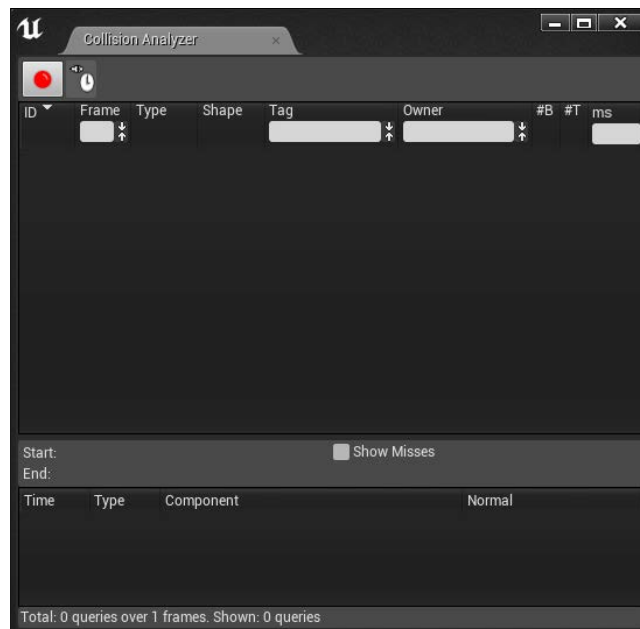 Collision Analyzer
ID Frame Type Shape Tag Owner #B #T ms
Start:
Show Misses
End:
Time Type Component Normal
Total: 0 queries over 1 frames. Shown: 0 queries